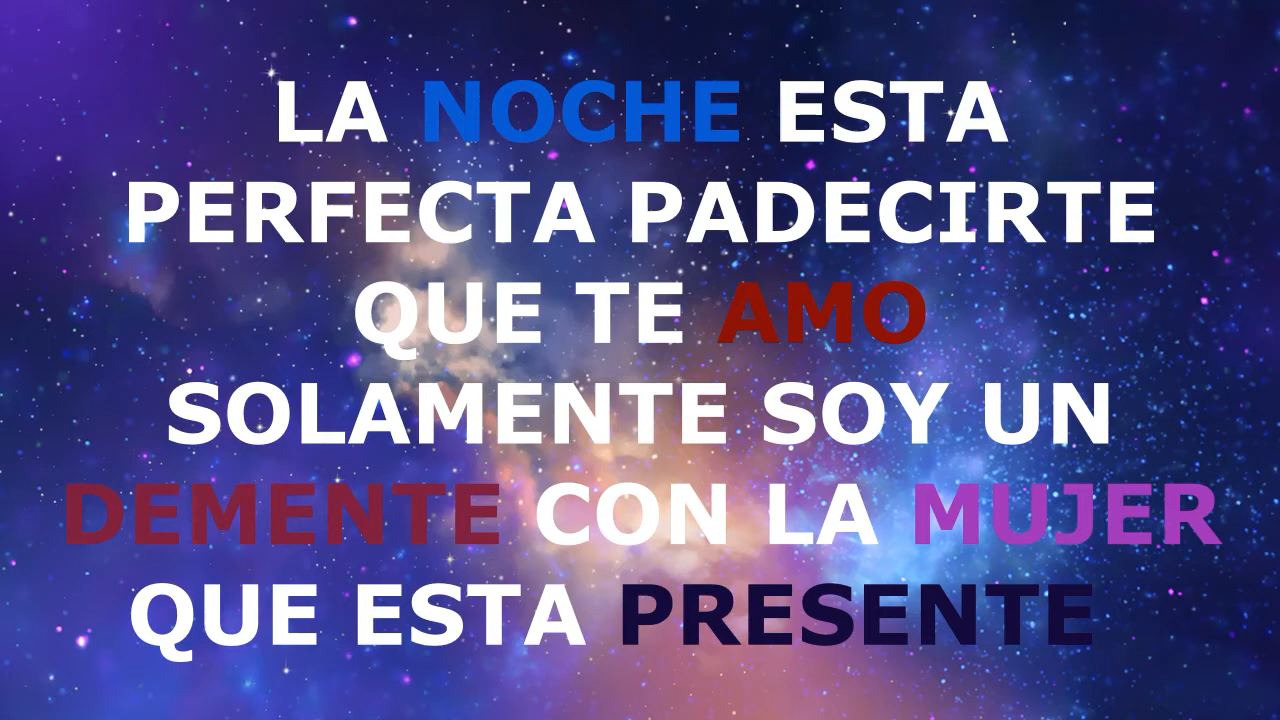 LA NOCHE ESTA
PERFECTA PADECIRTE
QUE TE AMO
SOLAMENTE SOY UN
DEMENTE CON LA MUJER
QUE ESTA PRESENTE